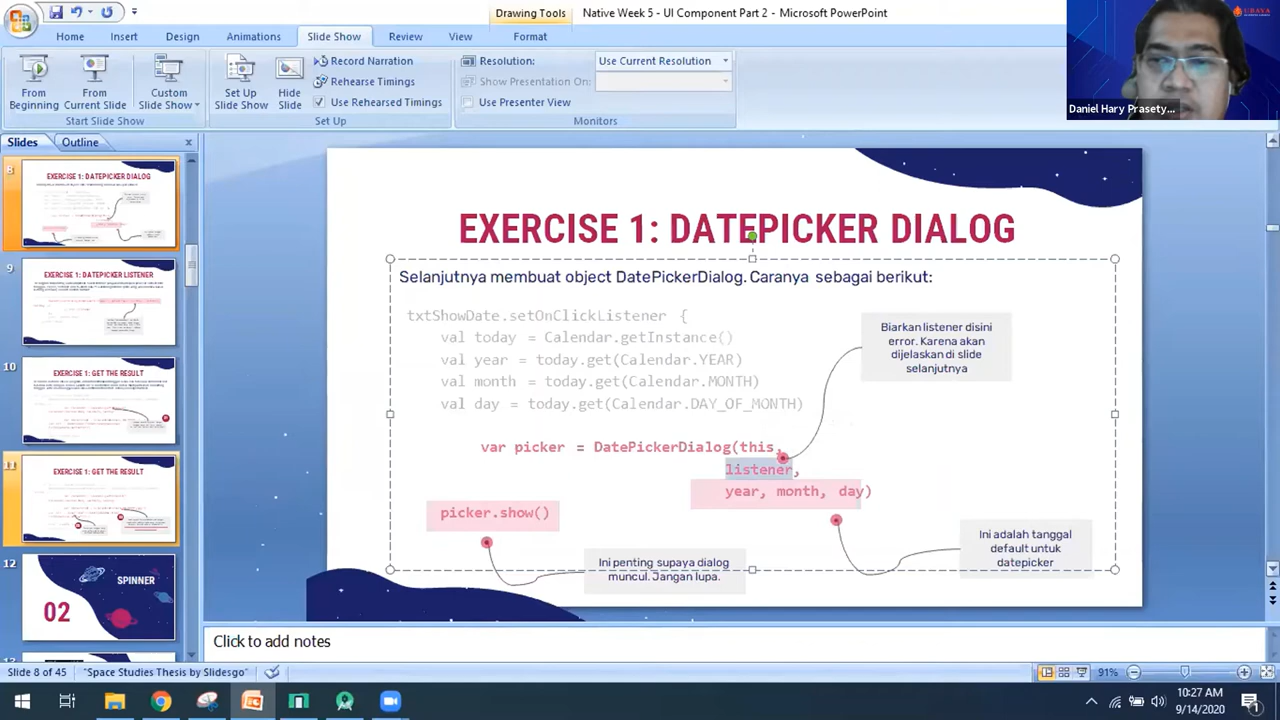 Drawing Tools
Native Week 5 - UI Component Part 2 - Microsoft PowerPoint
UBAYA
Home
Insert
Design
Animations
Slide Show
Review
View
Format
From Beginning
From Current Slide
Custom Slide Show
Start Slide Show
Set Up Slide Show
Hide Slide
Record Narration
Rehearse Timings
Use Rehearsed Timings
Set Up
Resolution:
Use Current Resolution
Show Presentation On:
Use Presenter View
Monitors
Daniel Hary Prasety...
Slides
Outline
8
EXERCISE 1: DATEPICKER DIALOG
9
EXERCISE 1: DATEPICKER LISTENER
10
EXERCISE 1: GET THE RESULT
11
EXERCISE 1: GET THE RESULT
12
SPINNER
02
EXERCISE 1: DATEPICKER DIALOG
Selanjutnya membuat object DatePickerDialog. Caranya sebagai berikut:
txtShowDate.setOnClickListener {
val today = Calendar.getInstance()
val year = today.get(Calendar.YEAR)
val month = today.get(Calendar.MONTH)
val day = today.get(Calendar.DAY_OF_MONTH)
var picker = DatePickerDialog(this,
listener,
year, month, day)
picker.show()
Biarkan listener disini
error. Karena akan
dijelaskan di slide
selanjutnya
Ini adalah tanggal
default untuk
datepicker
Ini penting supaya dialog
muncul. Jangan lupa.
Click to add notes
Slide 8 of 45
"Space Studies Thesis by Slidesgo"
91%
10:27 AM
9/14/2020